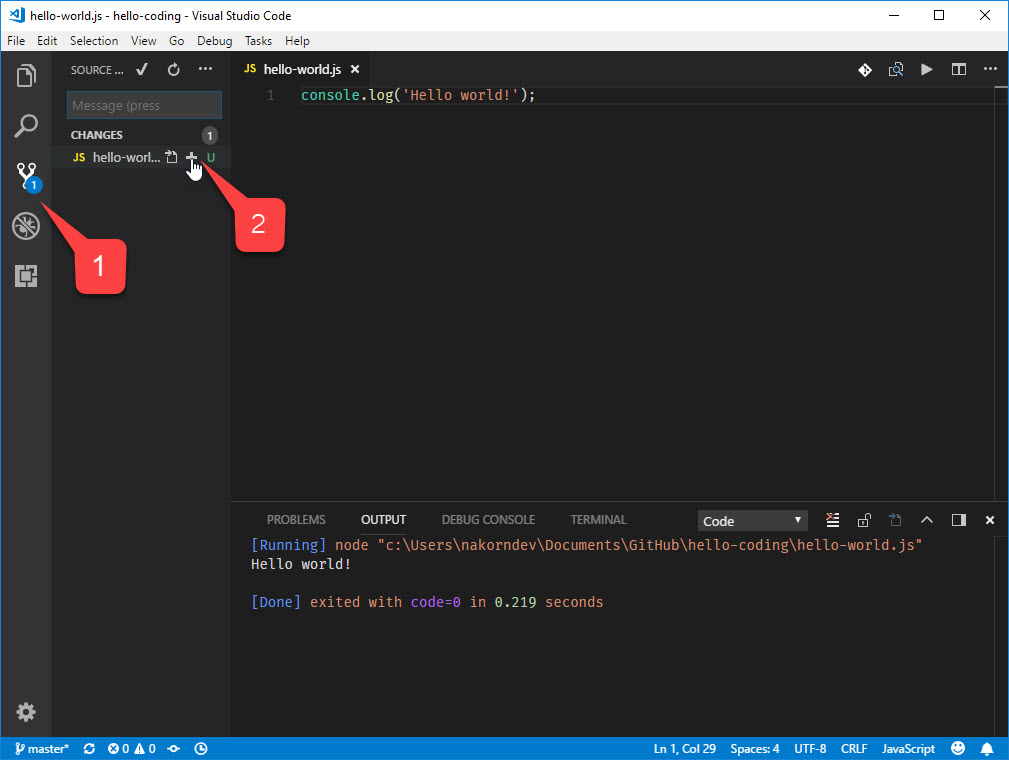 hello-world.js - hello-coding - Visual Studio Code
File Edit Selection View Go Debug Tasks Help
SOURCE ...
JS hello-world.js
Message (press
1 console.log('Hello world!');
CHANGES 1
JS hello-worl... U
1
2
1
PROBLEMS OUTPUT DEBUG CONSOLE TERMINAL Code
[Running] node "c:\Users\nakorndev\Documents\GitHub\hello-coding\hello-world.js"
Hello world!
[Done] exited with code=0 in 0.219 seconds
master* 0 0 Ln 1, Col 29 Spaces: 4 UTF-8 CRLF JavaScript